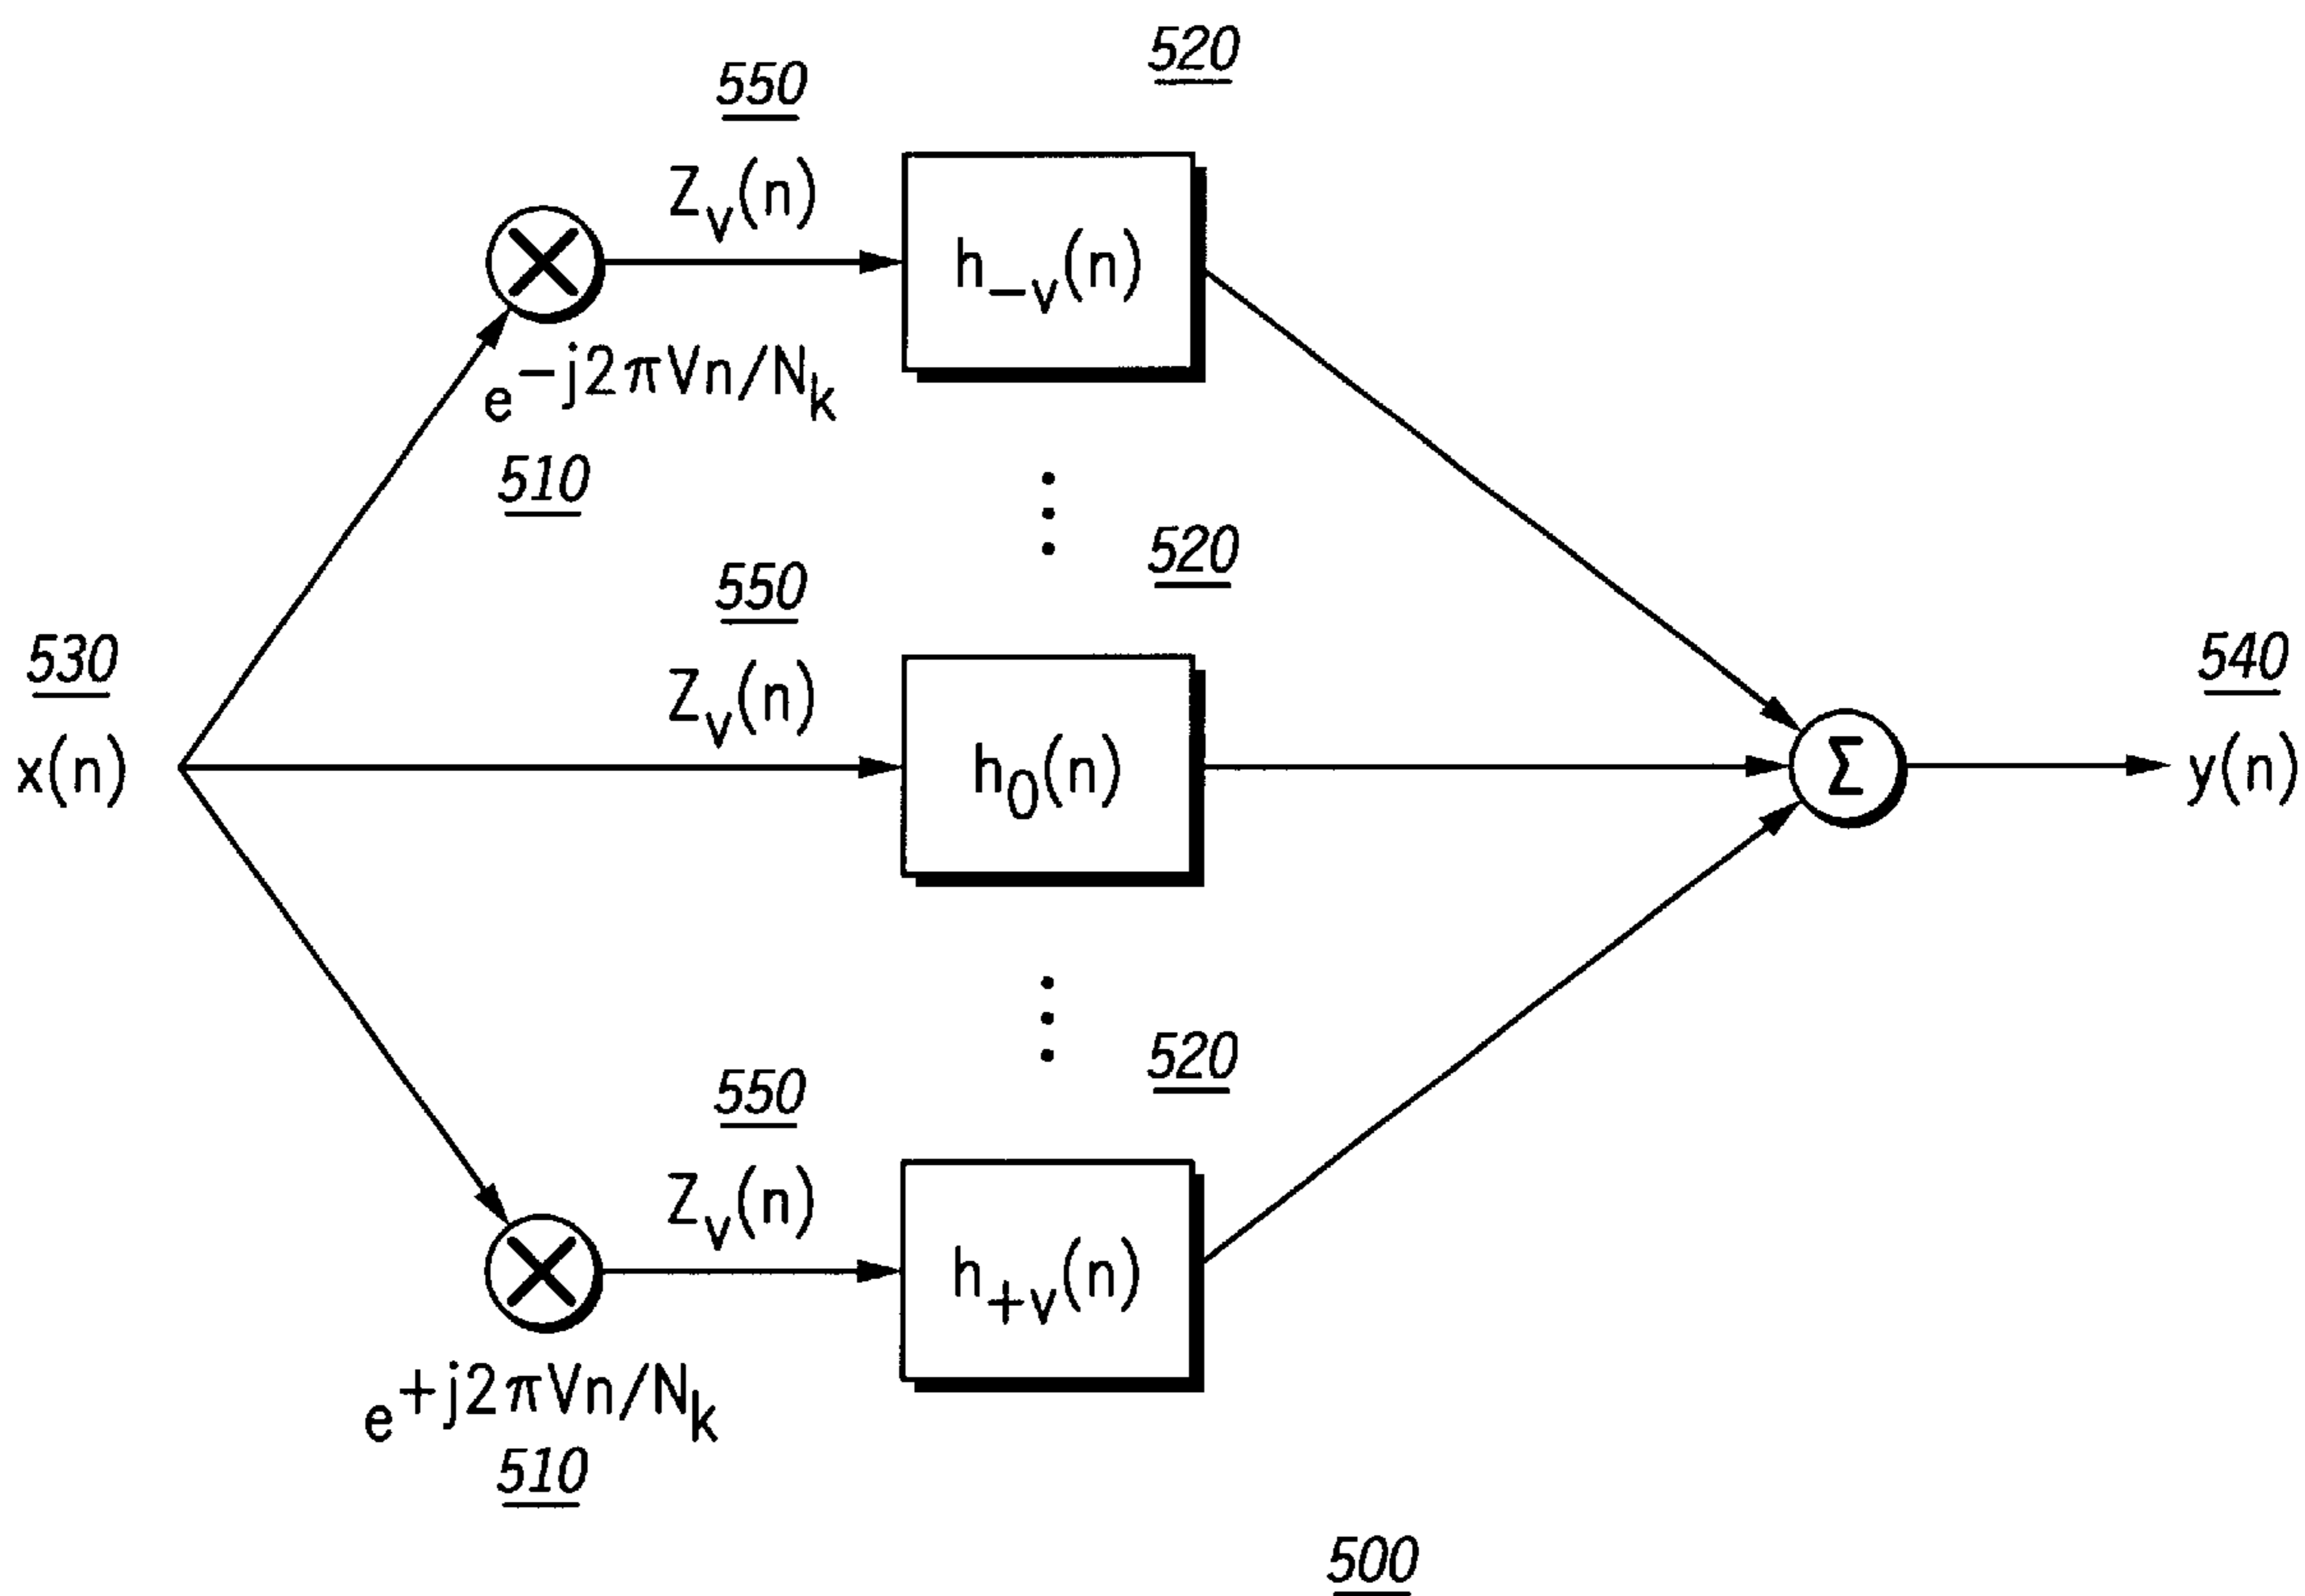 520
550
Z_v(n)
h_{-v}(n)
e^{-j2πVn/N_k}
510
520
550
530
Z_v(n)
540
x(n)
h_0(n)
Σ
y(n)
520
550
Z_v(n)
h_{+v}(n)
e^{+j2πVn/N_k}
510
500